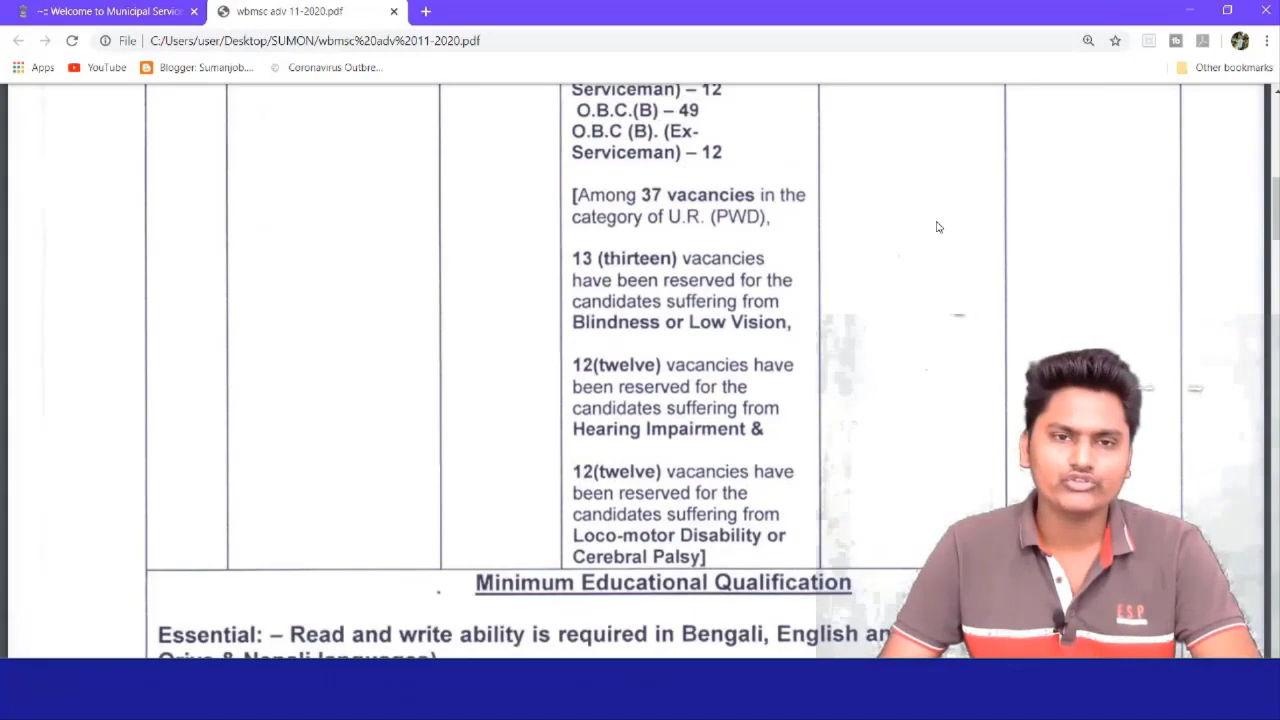 -:: Welcome to Municipal Service
wbmsc adv 11-2020.pdf
File
C:/Users/user/Desktop/SUMON/wbmsc%20adv%2011-2020.pdf
Apps
YouTube
Blogger: Sumanjob....
Coronavirus Outbre...
Other bookmarks
Serviceman) – 12
O.B.C.(B) – 49
O.B.C (B). (Ex-
Serviceman) – 12
[Among 37 vacancies in the
category of U.R. (PWD),
13 (thirteen) vacancies
have been reserved for the
candidates suffering from
Blindness or Low Vision,
12(twelve) vacancies have
been reserved for the
candidates suffering from
Hearing Impairment &
12(twelve) vacancies have
been reserved for the
candidates suffering from
Loco-motor Disability or
Cerebral Palsy]
Minimum Educational Qualification
Essential: – Read and write ability is required in Bengali, English an
Oriya & Nepali languages)
ESP